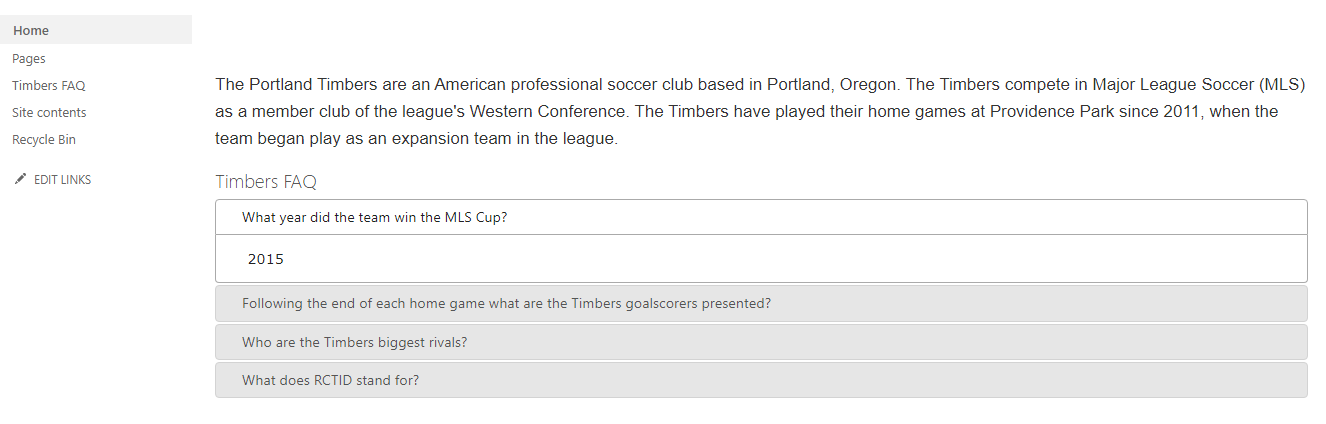 Home
Pages
Timbers FAQ
Site contents
Recycle Bin
EDIT LINKS
The Portland Timbers are an American professional soccer club based in Portland, Oregon. The Timbers compete in Major League Soccer (MLS)
as a member club of the league's Western Conference. The Timbers have played their home games at Providence Park since 2011, when the
team began play as an expansion team in the league.
Timbers FAQ
What year did the team win the MLS Cup?
2015
Following the end of each home game what are the Timbers goalscorers presented?
Who are the Timbers biggest rivals?
What does RCTID stand for?